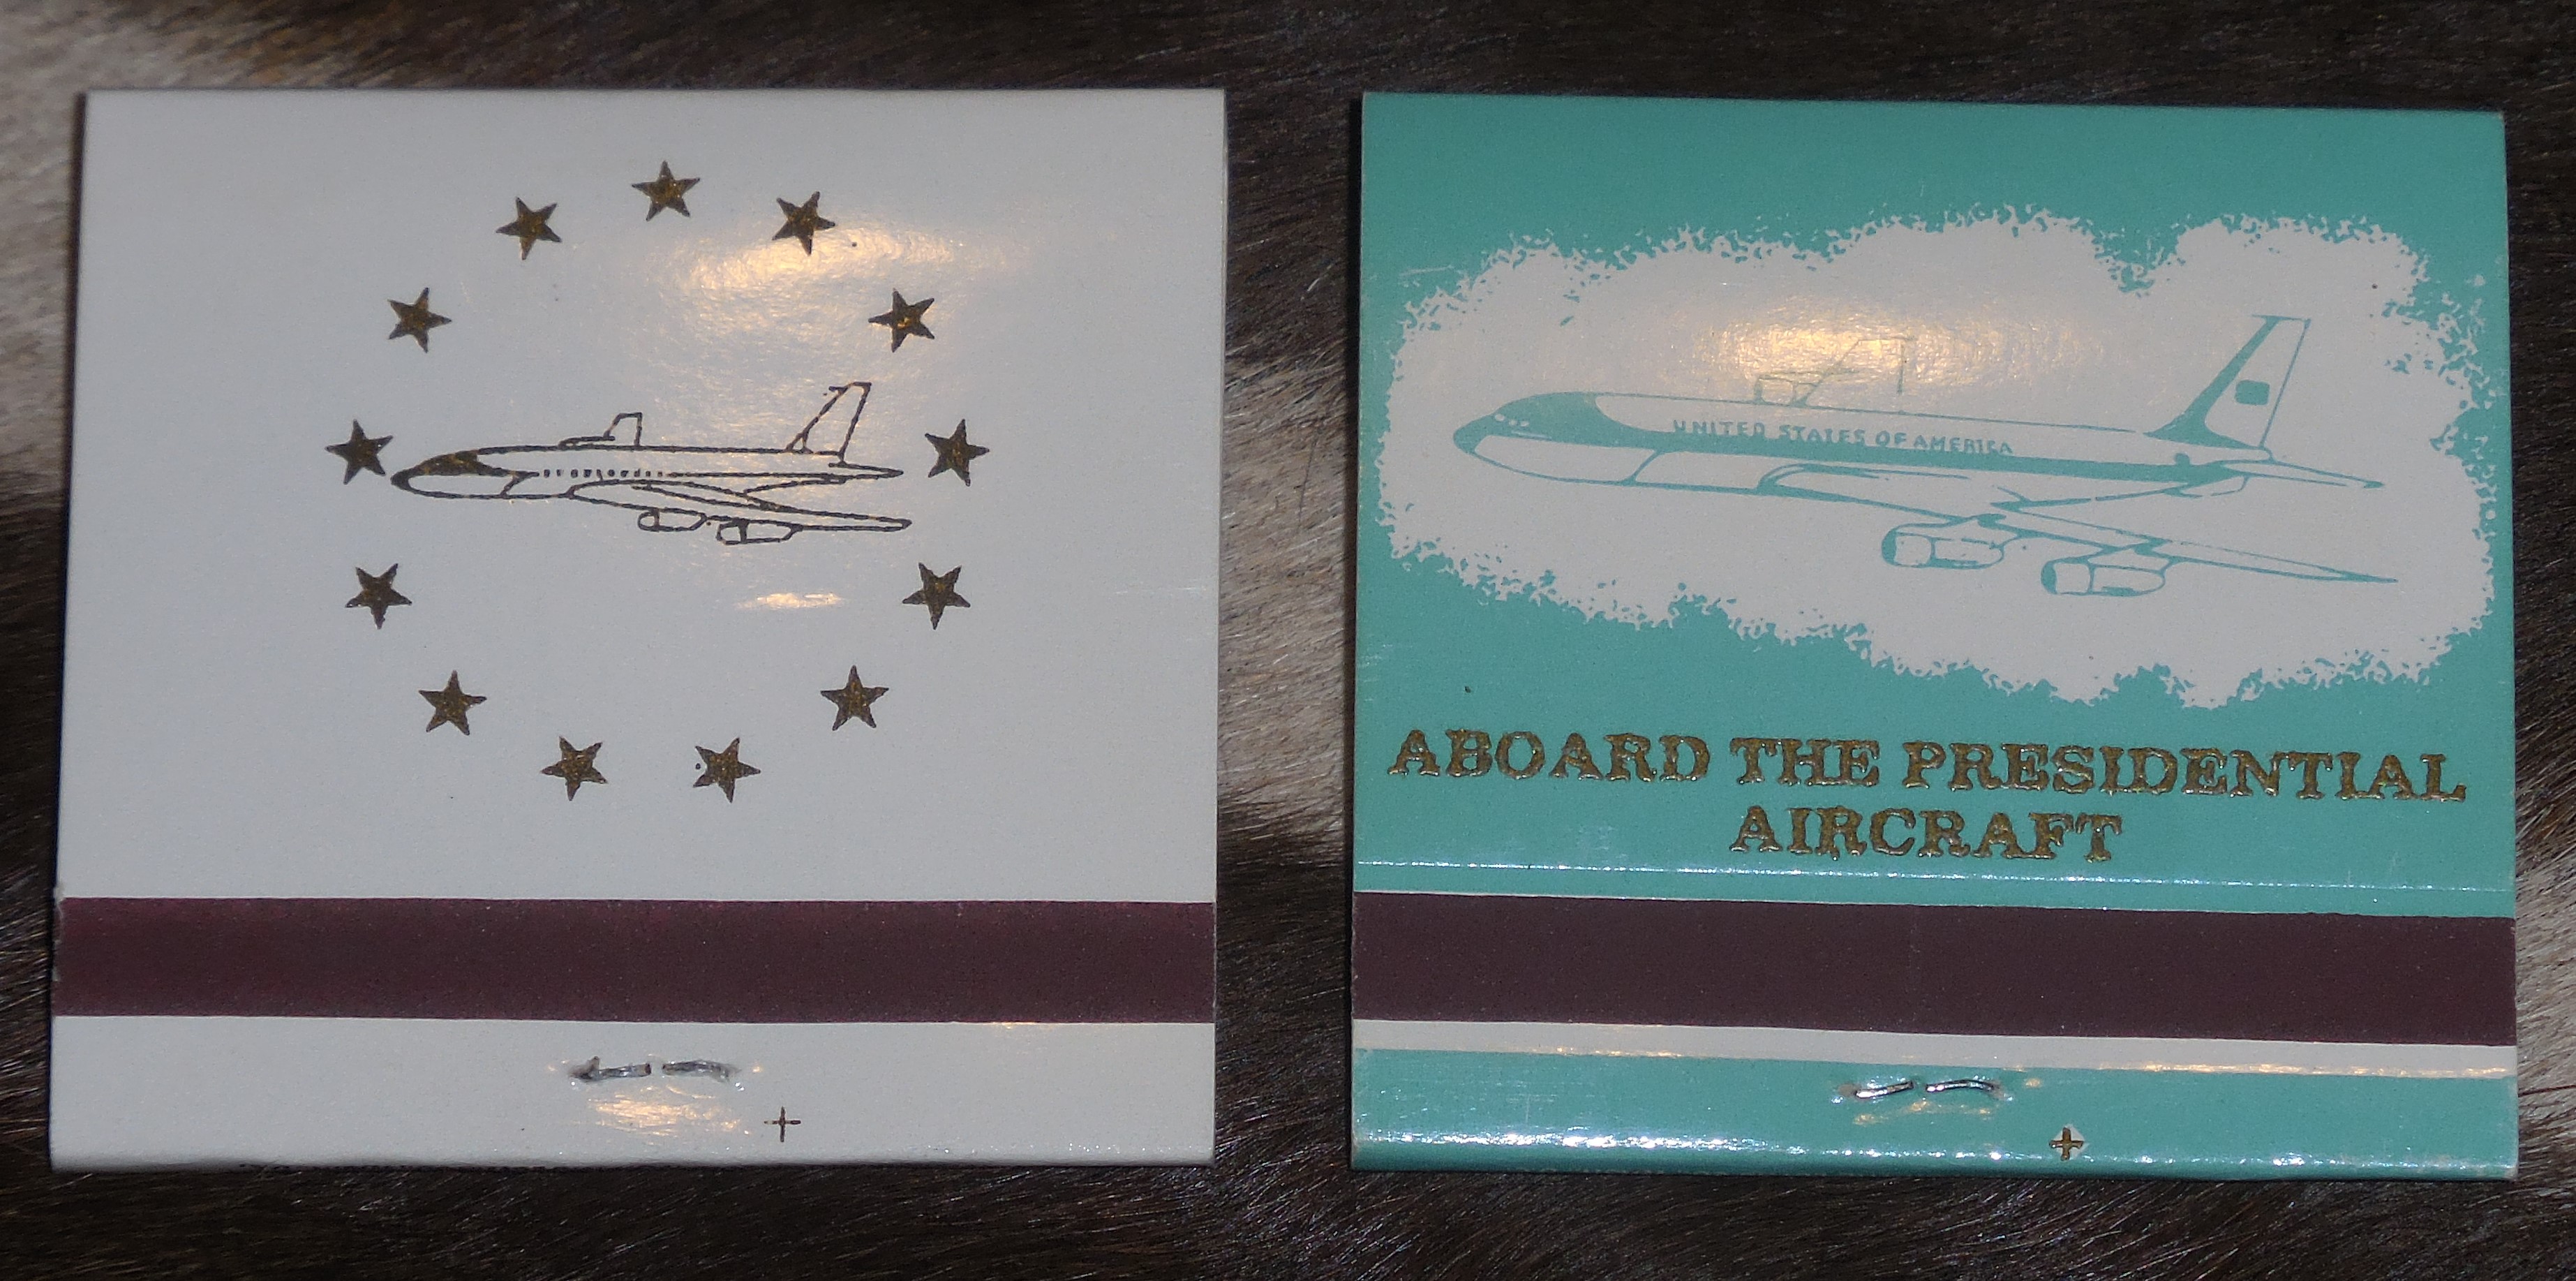 UNITED STATES OF AMERICA
ABOARD THE PRESIDENTIAL
AIRCRAFT